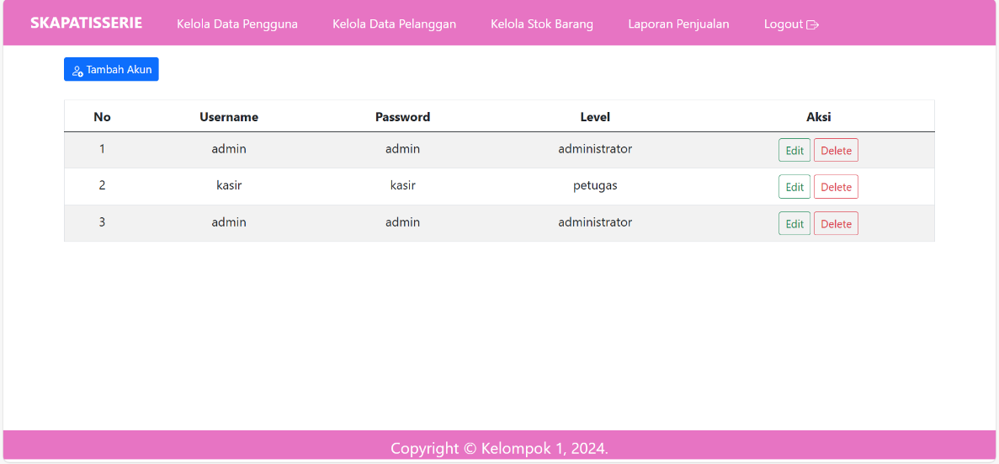 SKAPATISSERIE Kelola Data Pengguna Kelola Data Pelanggan Kelola Stok Barang Laporan Penjualan Logout
Tambah Akun
No Username Password Level Aksi
1 admin admin administrator Edit Delete
2 kasir kasir petugas Edit Delete
3 admin admin administrator Edit Delete
Copyright © Kelompok 1, 2024.